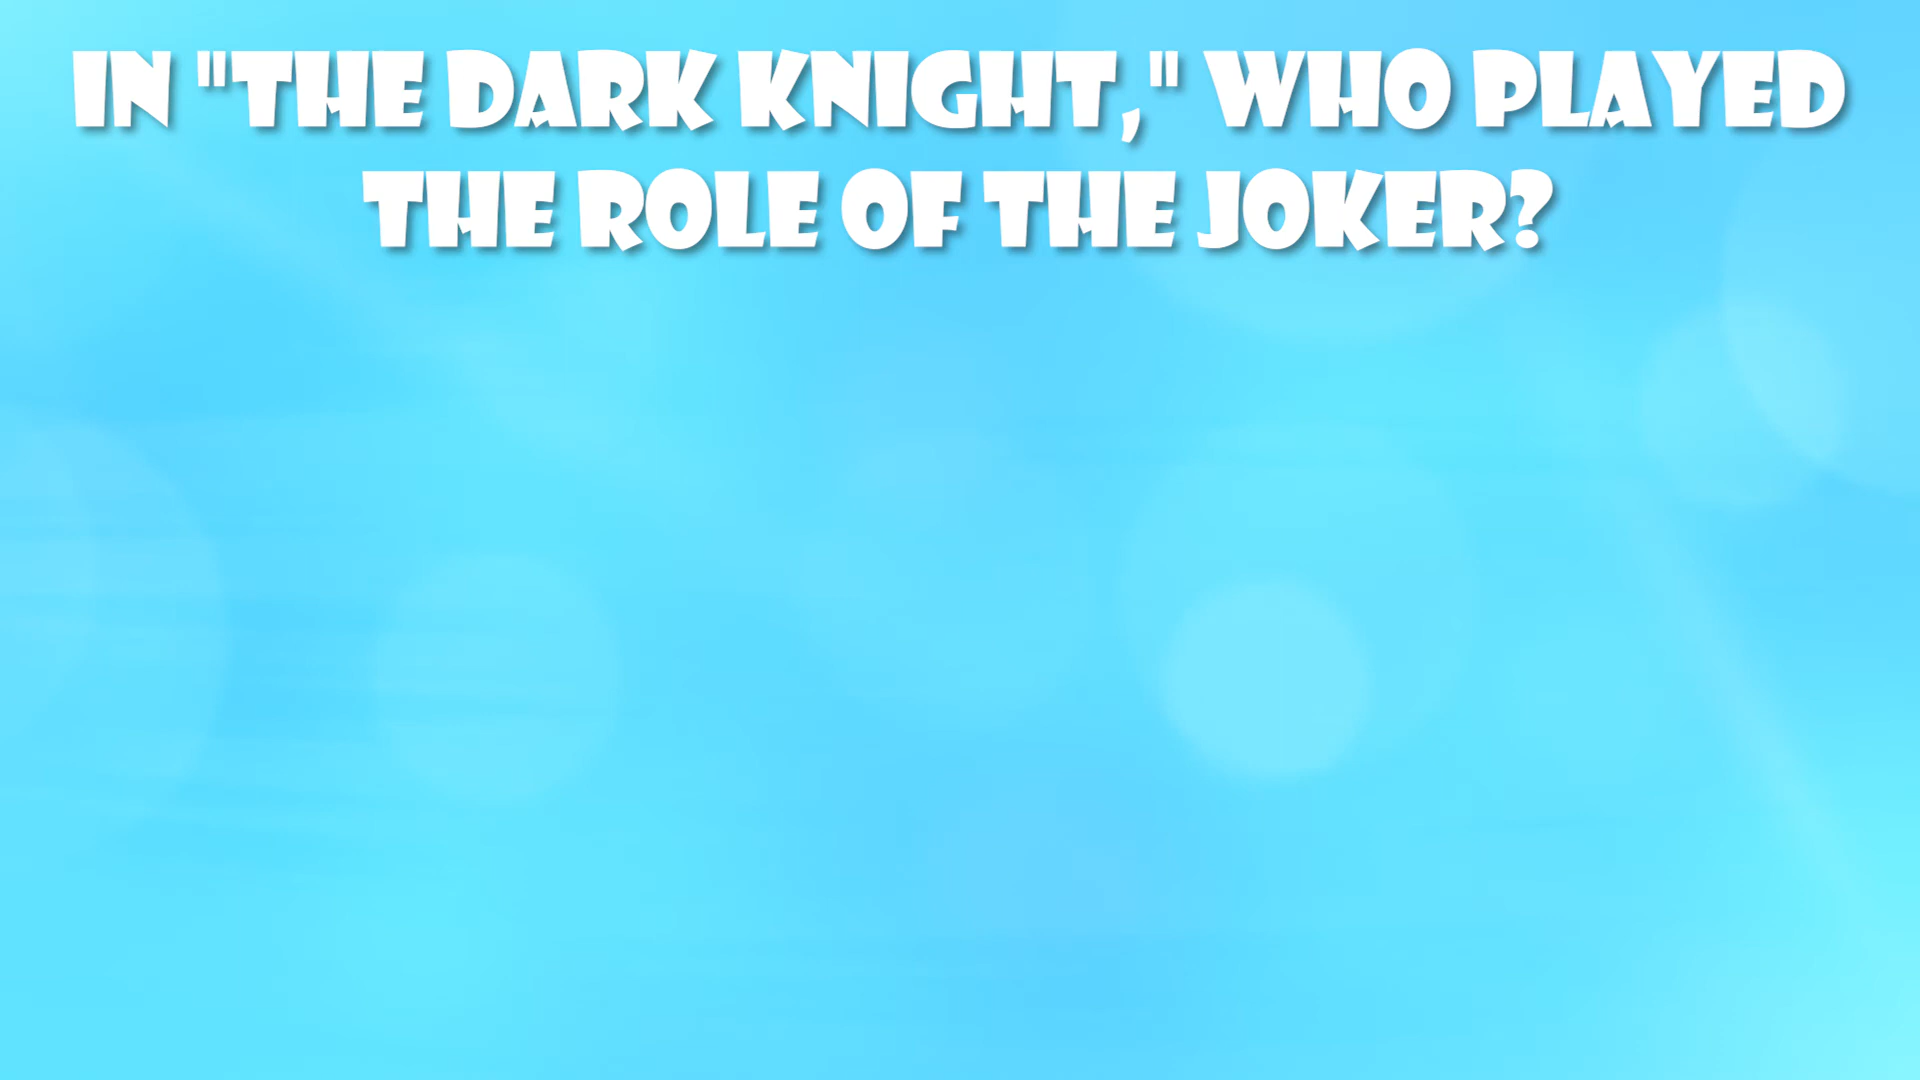 IN "THE DARK KNIGHT," WHO PLAYED
THE ROLE OF THE JOKER?